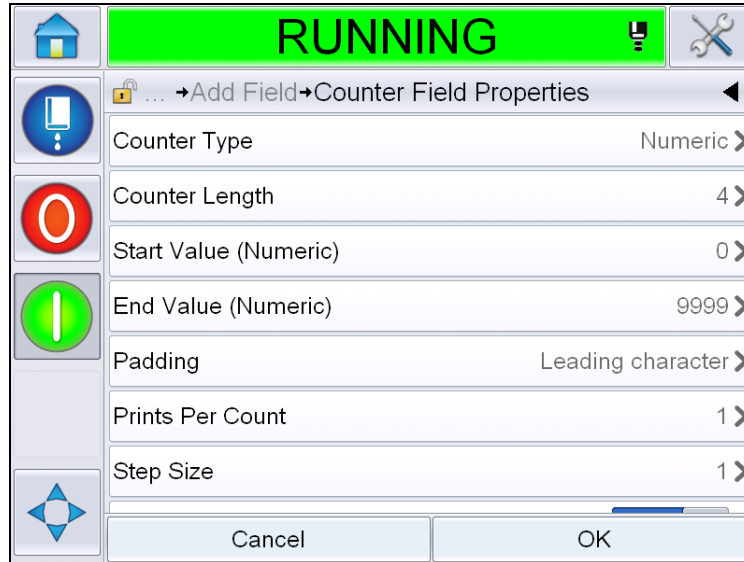 RUNNING
... →Add Field→Counter Field Properties
Counter Type Numeric
Counter Length 4
Start Value (Numeric) 0
End Value (Numeric) 9999
Padding Leading character
Prints Per Count 1
Step Size 1
Cancel OK